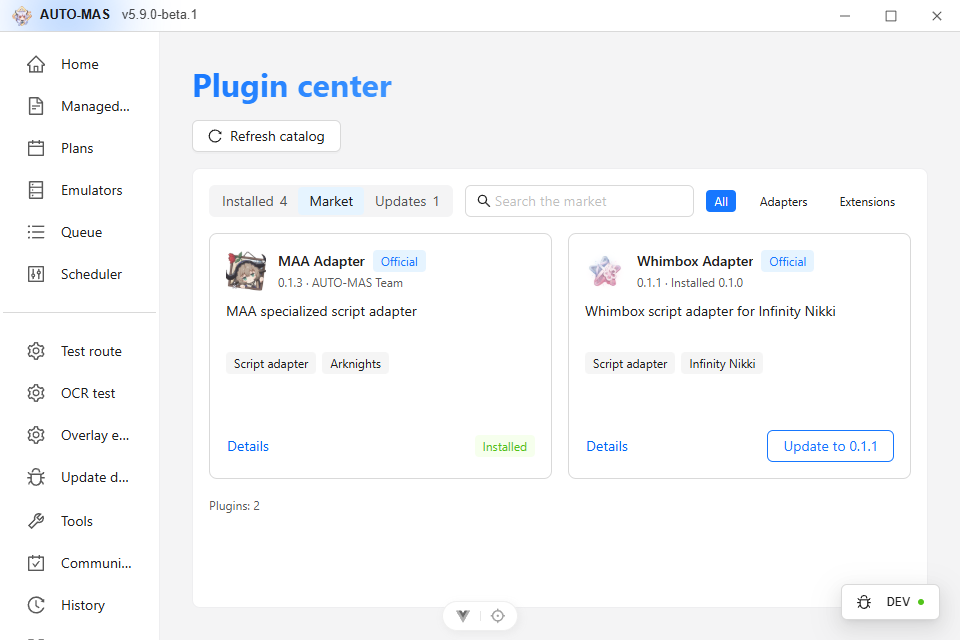 AUTO-MAS v5.9.0-beta.1
Home
Managed...
Plans
Emulators
Queue
Scheduler
Test route
OCR test
Overlay e...
Update d...
Tools
Communi...
History
Plugin center
Refresh catalog
Installed 4 Market Updates 1
Search the market
All Adapters Extensions
MAA Adapter Official
0.1.3 · AUTO-MAS Team
MAA specialized script adapter
Script adapter Arknights
Details Installed
Whimbox Adapter Official
0.1.1 · Installed 0.1.0
Whimbox script adapter for Infinity Nikki
Script adapter Infinity Nikki
Details Update to 0.1.1
Plugins: 2
DEV